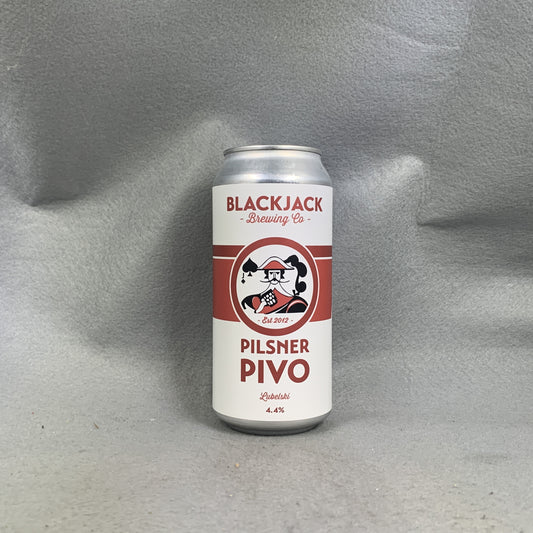 BLACKJACK
- Brewing Co -
J
- Est 2012 -
PILSNER
PIVO
Lubelski
4.4%